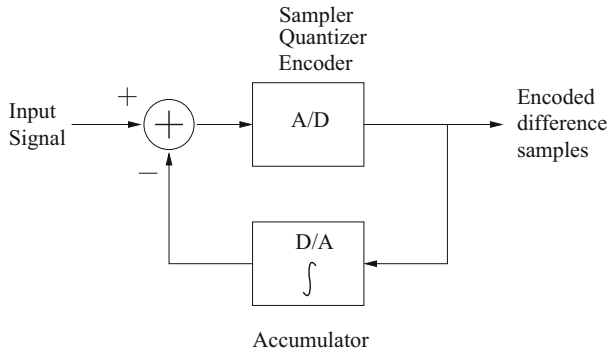 Sampler
Quantizer
Encoder
Input
Signal
+
+
−
A/D
Encoded
difference
samples
D/A
∫
Accumulator